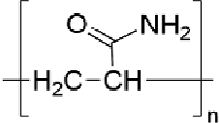 O NH₂
H₂C CH
n